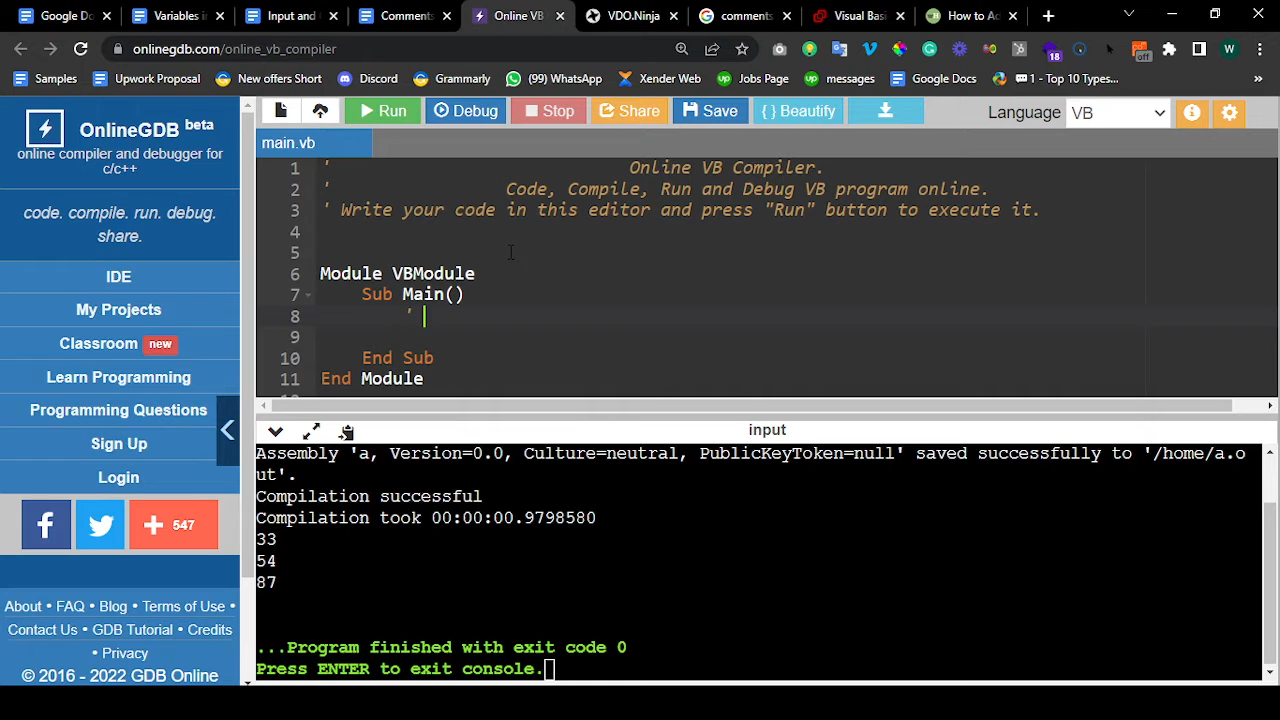 Google Do
Variables in
Input and
Comments
Online VB
VDO.Ninja
comments
Visual Basi
How to Ac
onlinegdb.com/online_vb_compiler
18
off
W
Samples
Upwork Proposal
New offers Short
Discord
Grammarly
(99) WhatsApp
Xender Web
Jobs Page
messages
Google Docs
1 - Top 10 Types...
OnlineGDB beta
online compiler and debugger for
c/c++
code. compile. run. debug.
share.
IDE
My Projects
Classroom new
Learn Programming
Programming Questions
Sign Up
Login
547
About • FAQ • Blog • Terms of Use •
Contact Us • GDB Tutorial • Credits
• Privacy
© 2016 - 2022 GDB Online
Run
Debug
Stop
Share
Save
{ } Beautify
Language VB
main.vb
1 ' Online VB Compiler.
2 ' Code, Compile, Run and Debug VB program online.
3 ' Write your code in this editor and press "Run" button to execute it.
4
5
6 Module VBModule
7 Sub Main()
8 '
9
10 End Sub
11 End Module
input
Assembly 'a, Version=0.0, Culture=neutral, PublicKeyToken=null' saved successfully to '/home/a.o
ut'.
Compilation successful
Compilation took 00:00:00.9798580
33
54
87
...Program finished with exit code 0
Press ENTER to exit console.